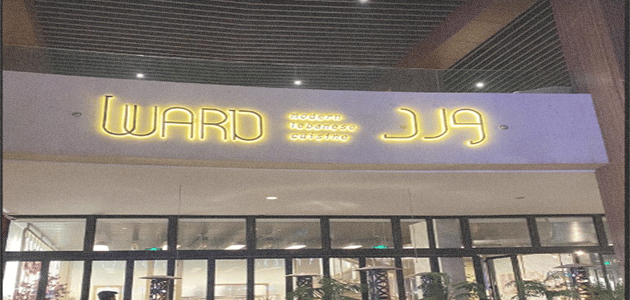 WARD
modern
lebanese
cuisine
ورد